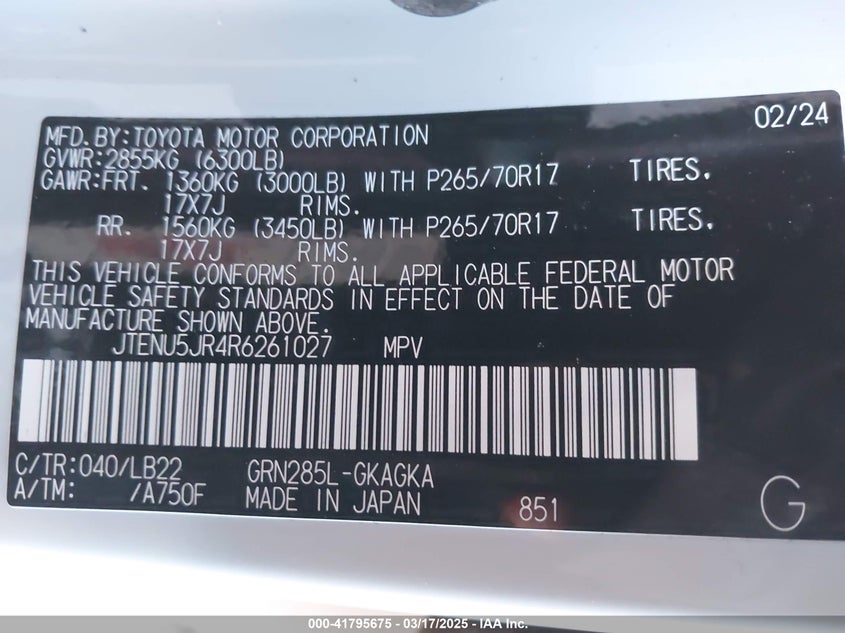 02/24
MFD.BY:TOYOTA MOTOR CORPORATION
GVWR:2855KG (6300LB)
GAWR:FRT. 1360KG (3000LB) WITH P265/70R17 TIRES.
17X7J RIMS.
RR. 1560KG (3450LB) WITH P265/70R17 TIRES.
17X7J RIMS.
THIS VEHICLE CONFORMS TO ALL APPLICABLE FEDERAL MOTOR
VEHICLE SAFETY STANDARDS IN EFFECT ON THE DATE OF
MANUFACTURE SHOWN ABOVE.
JTENU5JR4R6261027 MPV
C/TR:040/LB22 GRN285L-GKAGKA
A/TM: /A750F MADE IN JAPAN 851 G
000-41795675 - 03/17/2025 - IAA Inc.